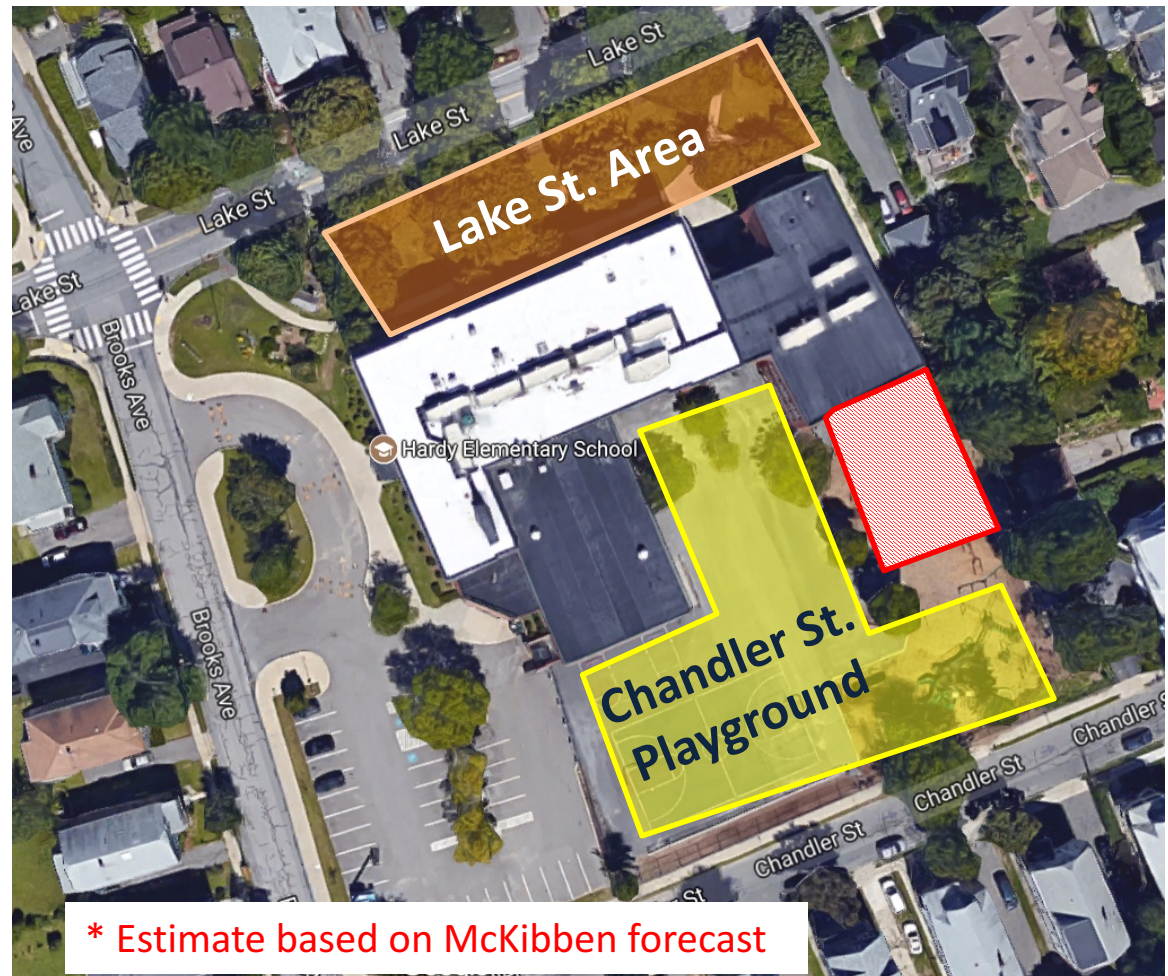 Lake St
Lake St
Lake St
Lake St
Ave
Lake St. Area
Brooks Ave
Hardy Elementary School
Brooks Ave
Chandler St.
Playground
Chandler St
Chandler St
Chandler St
* Estimate based on McKibben forecast